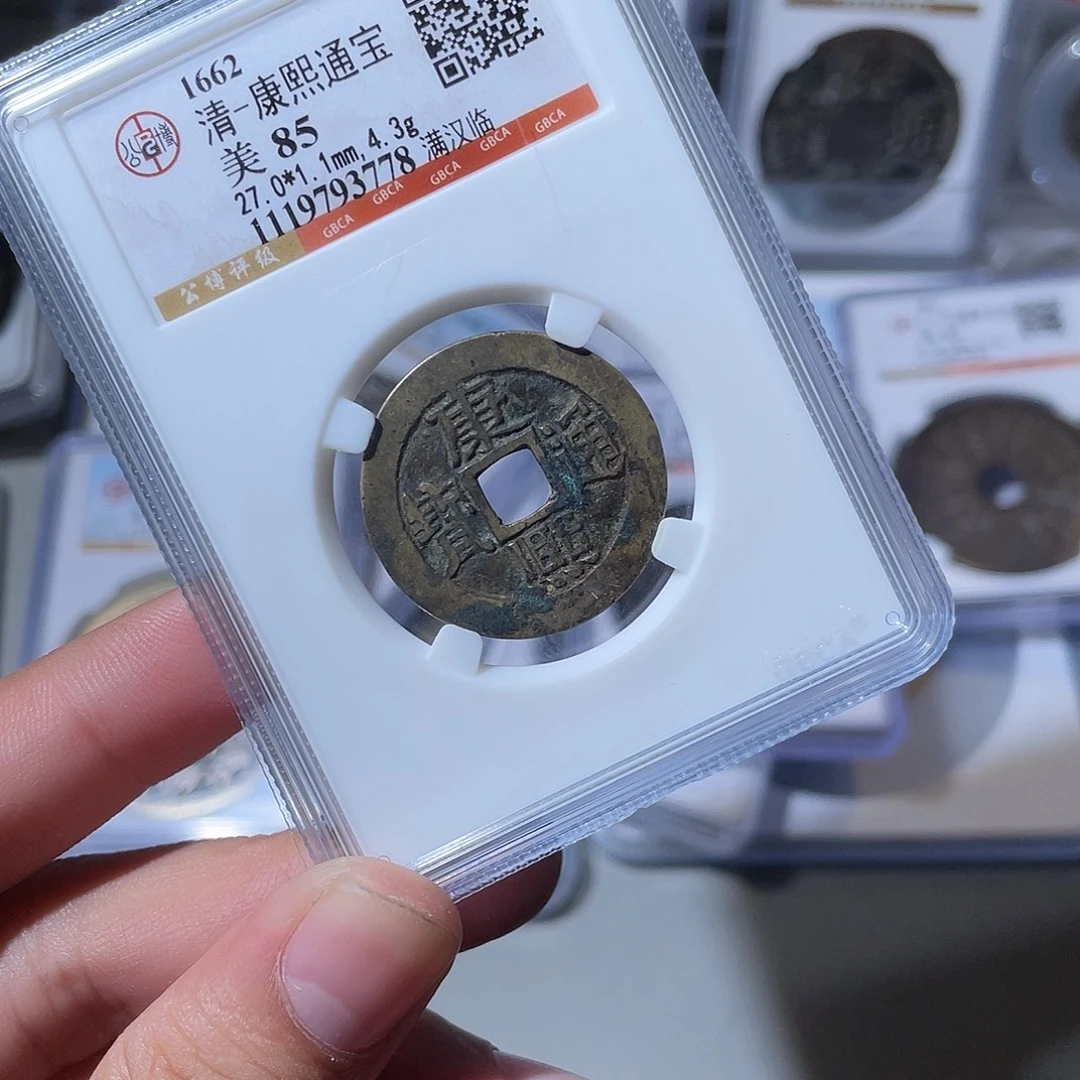 1662
清-康熙通宝
美 85
27.0*1.1mm,4.3g 满汉临
1119793778
公博评级 GBCA GBCA GBCA GBCA GBCA
康熙通寶